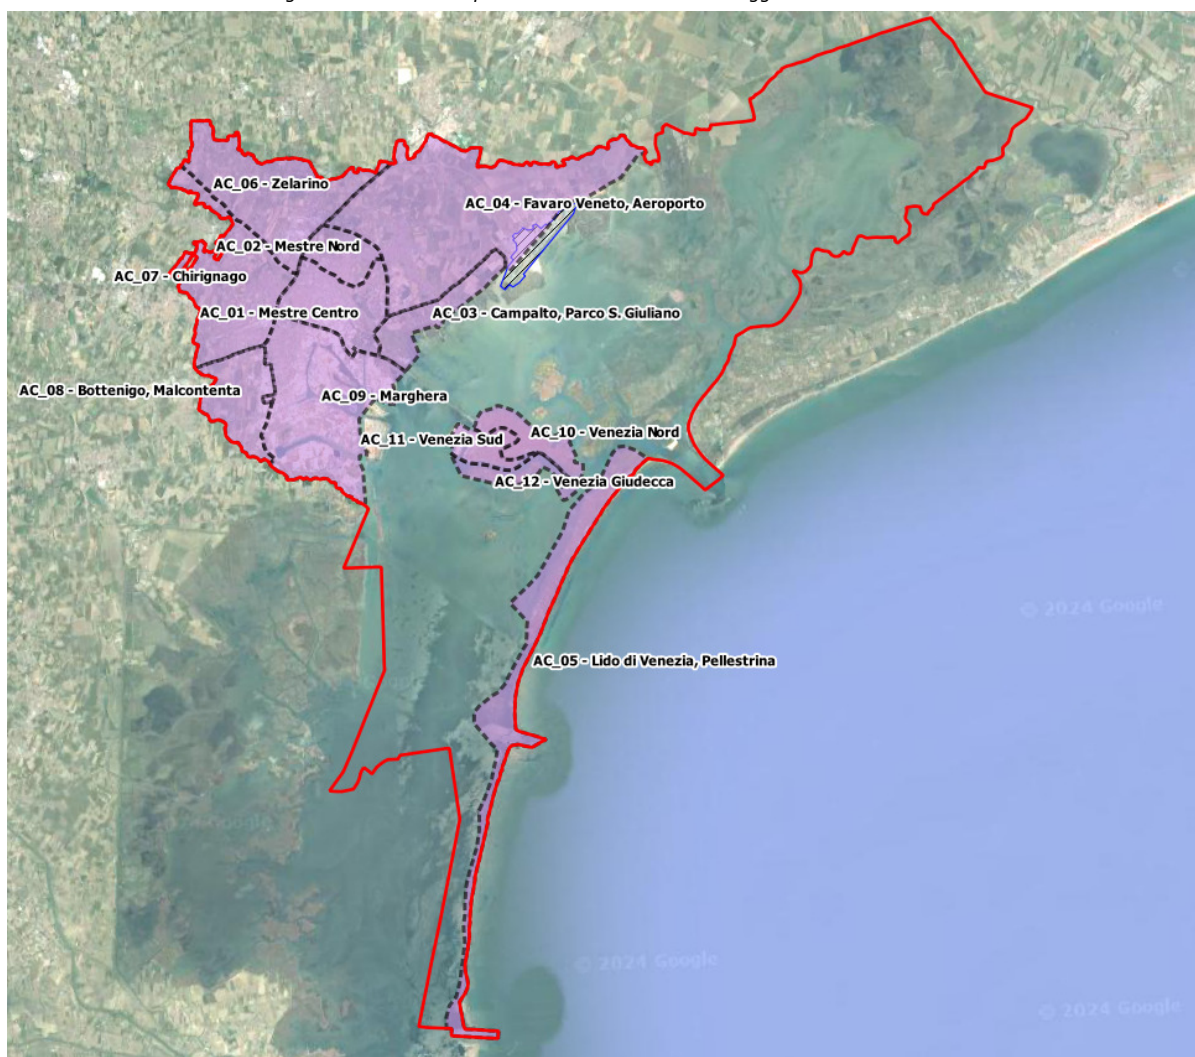 AC_06 - Zelarino
AC_04 - Favaro Veneto, Aeroporto
AC_02 - Mestre Nord
AC_07 - Chirignago
AC_01 - Mestre Centro
AC_03 - Campalto, Parco S. Giuliano
AC_08 - Bottenigo, Malcontenta
AC_09 - Marghera
AC_10 - Venezia Nord
AC_11 - Venezia Sud
AC_12 - Venezia Giudecca
© 2024 Google
AC_05 - Lido di Venezia, Pellestrina
2024 Google
© 2024 Google
© 2024 Google